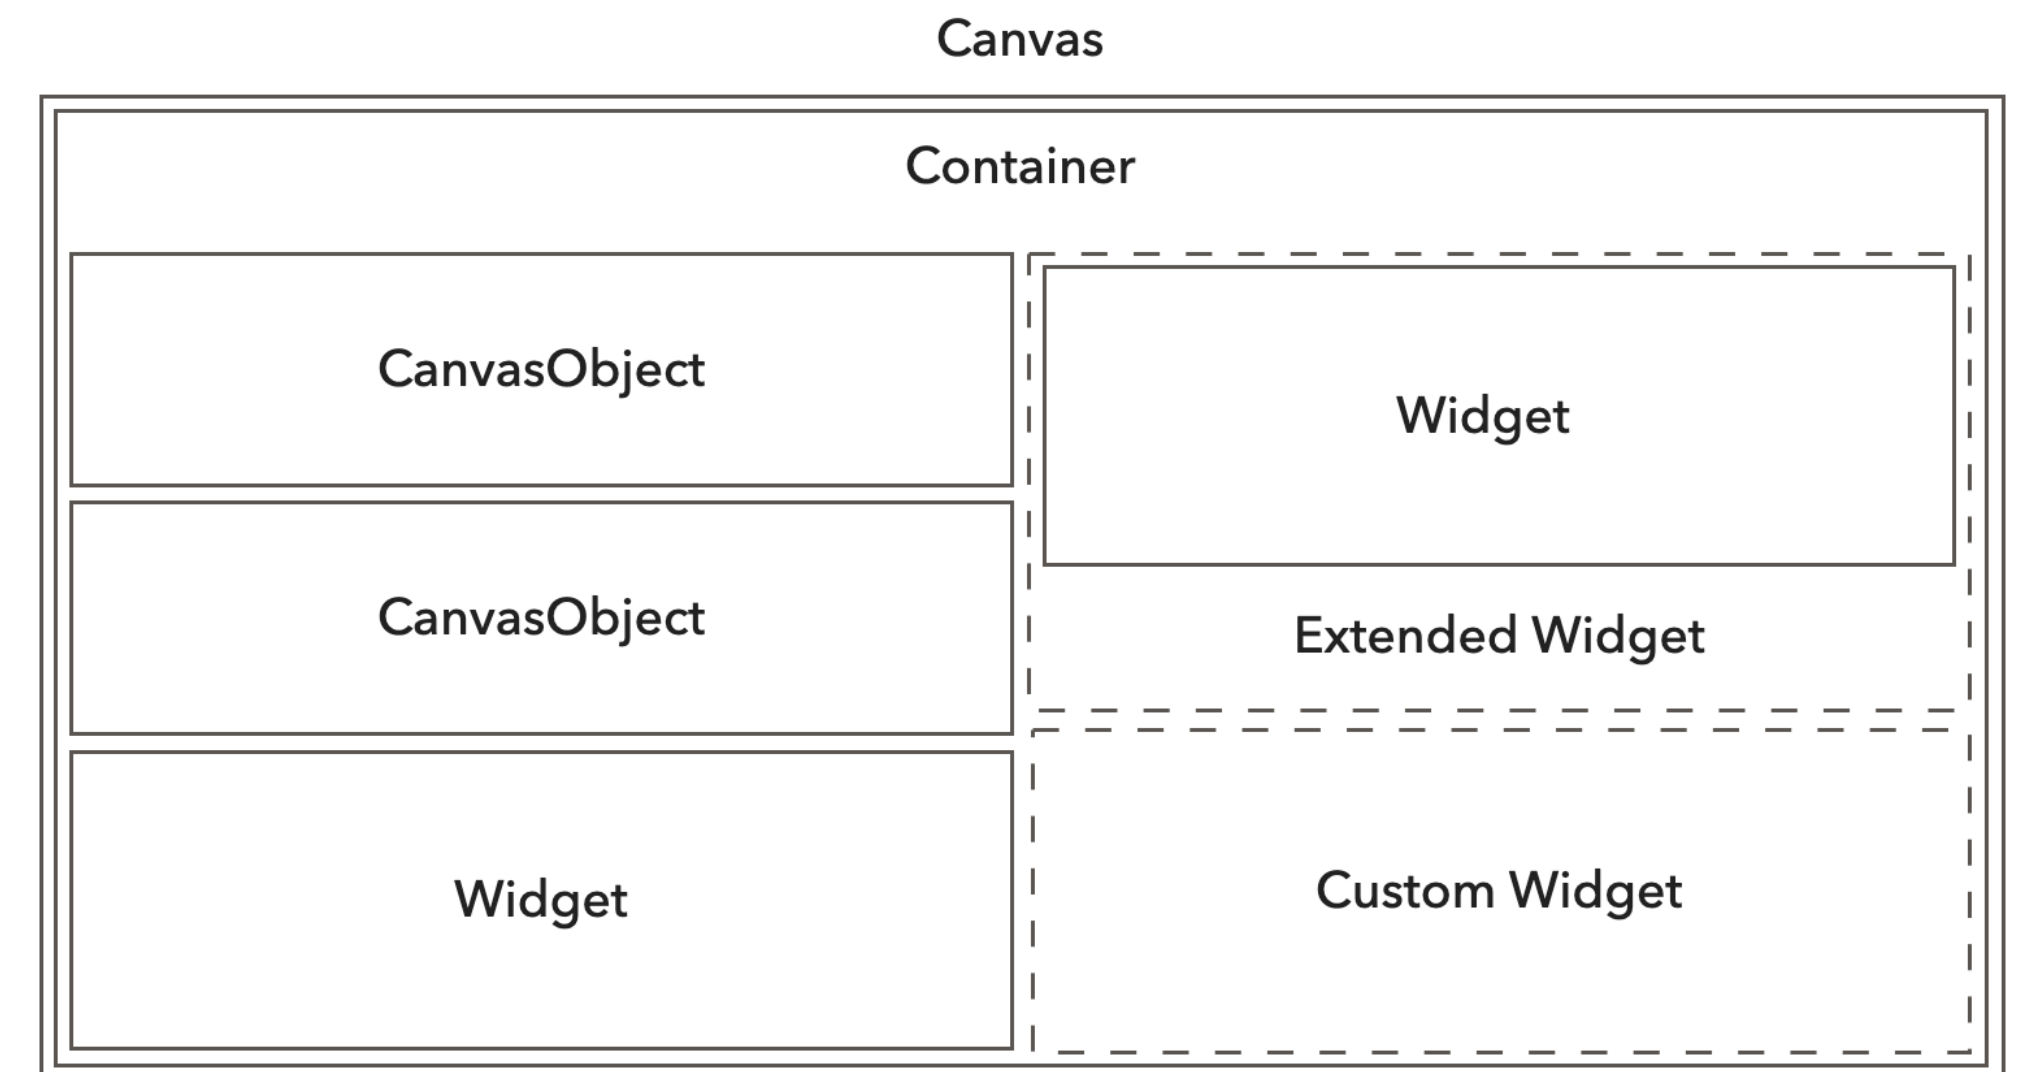 Canvas
Container
CanvasObject
CanvasObject
Widget
Widget
Extended Widget
Custom Widget